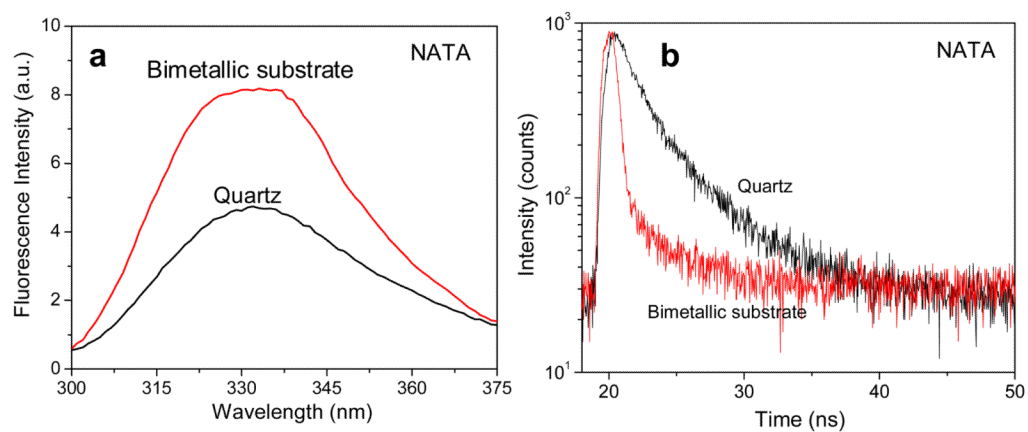 a
NATA
Bimetallic substrate
Quartz
Fluorescence Intensity (a.u.)
10
8
6
4
2
0
300
315
330
345
360
375
Wavelength (nm)
b
NATA
Quartz
Bimetallic substrate
Intensity (counts)
10³
10²
10¹
20
30
40
50
Time (ns)